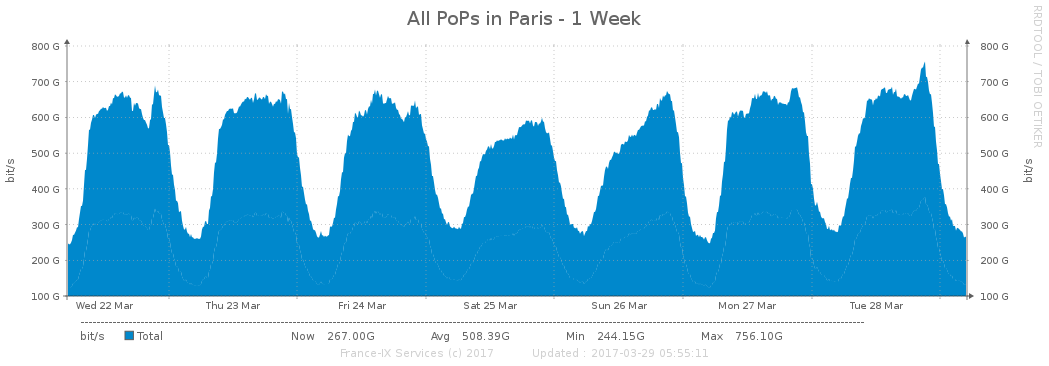 All PoPs in Paris - 1 Week
RRDTOOL / TOBI OETIKER
bit/s
800 G
700 G
600 G
500 G
400 G
300 G
200 G
100 G
800 G
700 G
600 G
500 G
400 G
300 G
200 G
100 G
bit/s
Wed 22 Mar Thu 23 Mar Fri 24 Mar Sat 25 Mar Sun 26 Mar Mon 27 Mar Tue 28 Mar
bit/s Total Now 267.00G Avg 508.39G Min 244.15G Max 756.10G
France-IX Services (c) 2017 Updated : 2017-03-29 05:55:11